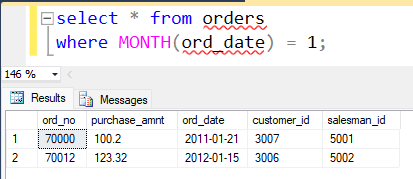 select * from orders
where MONTH(ord_date) = 1;
146 %
Results Messages
ord_no purchase_amnt ord_date customer_id salesman_id
1 70000 100.2 2011-01-21 3007 5001
2 70012 123.32 2012-01-15 3006 5002